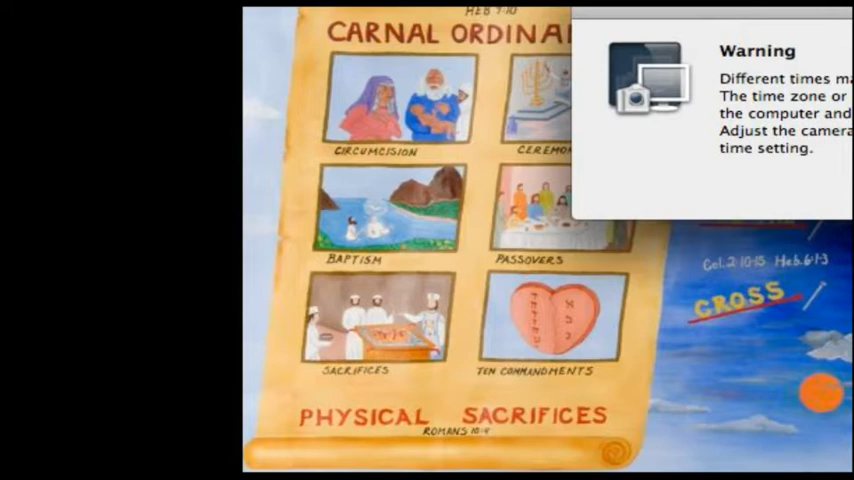 HEB 9:10
CARNAL ORDINA
CIRCUMCISION
CEREMON
BAPTISM
PASSOVERS
SACRIFICES
TEN COMMANDMENTS
PHYSICAL SACRIFICES
ROMANS 10:4
Warning
Different times ma
The time zone or
the computer and
Adjust the camera
time setting.
Col. 2:10-15 Heb. 6:1-3
CROSS